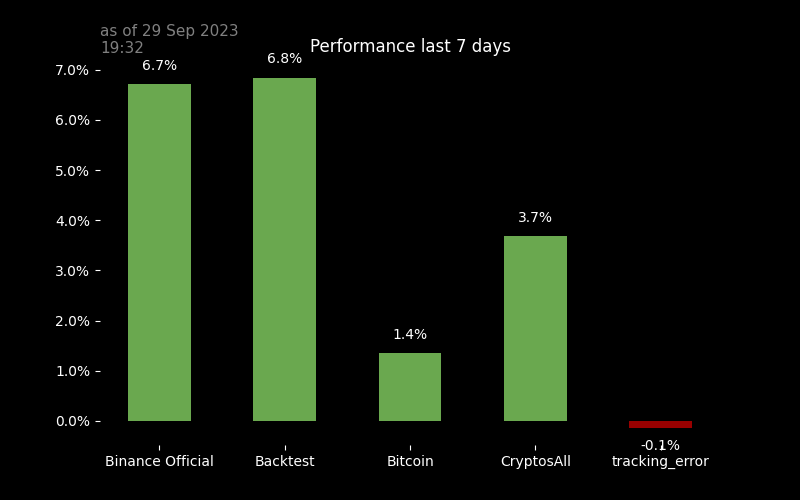 as of 29 Sep 2023
19:32
Performance last 7 days
7.0%
6.0%
5.0%
4.0%
3.0%
2.0%
1.0%
0.0%
6.7%
6.8%
1.4%
3.7%
-0.1%
Binance Official
Backtest
Bitcoin
CryptosAll
tracking_error